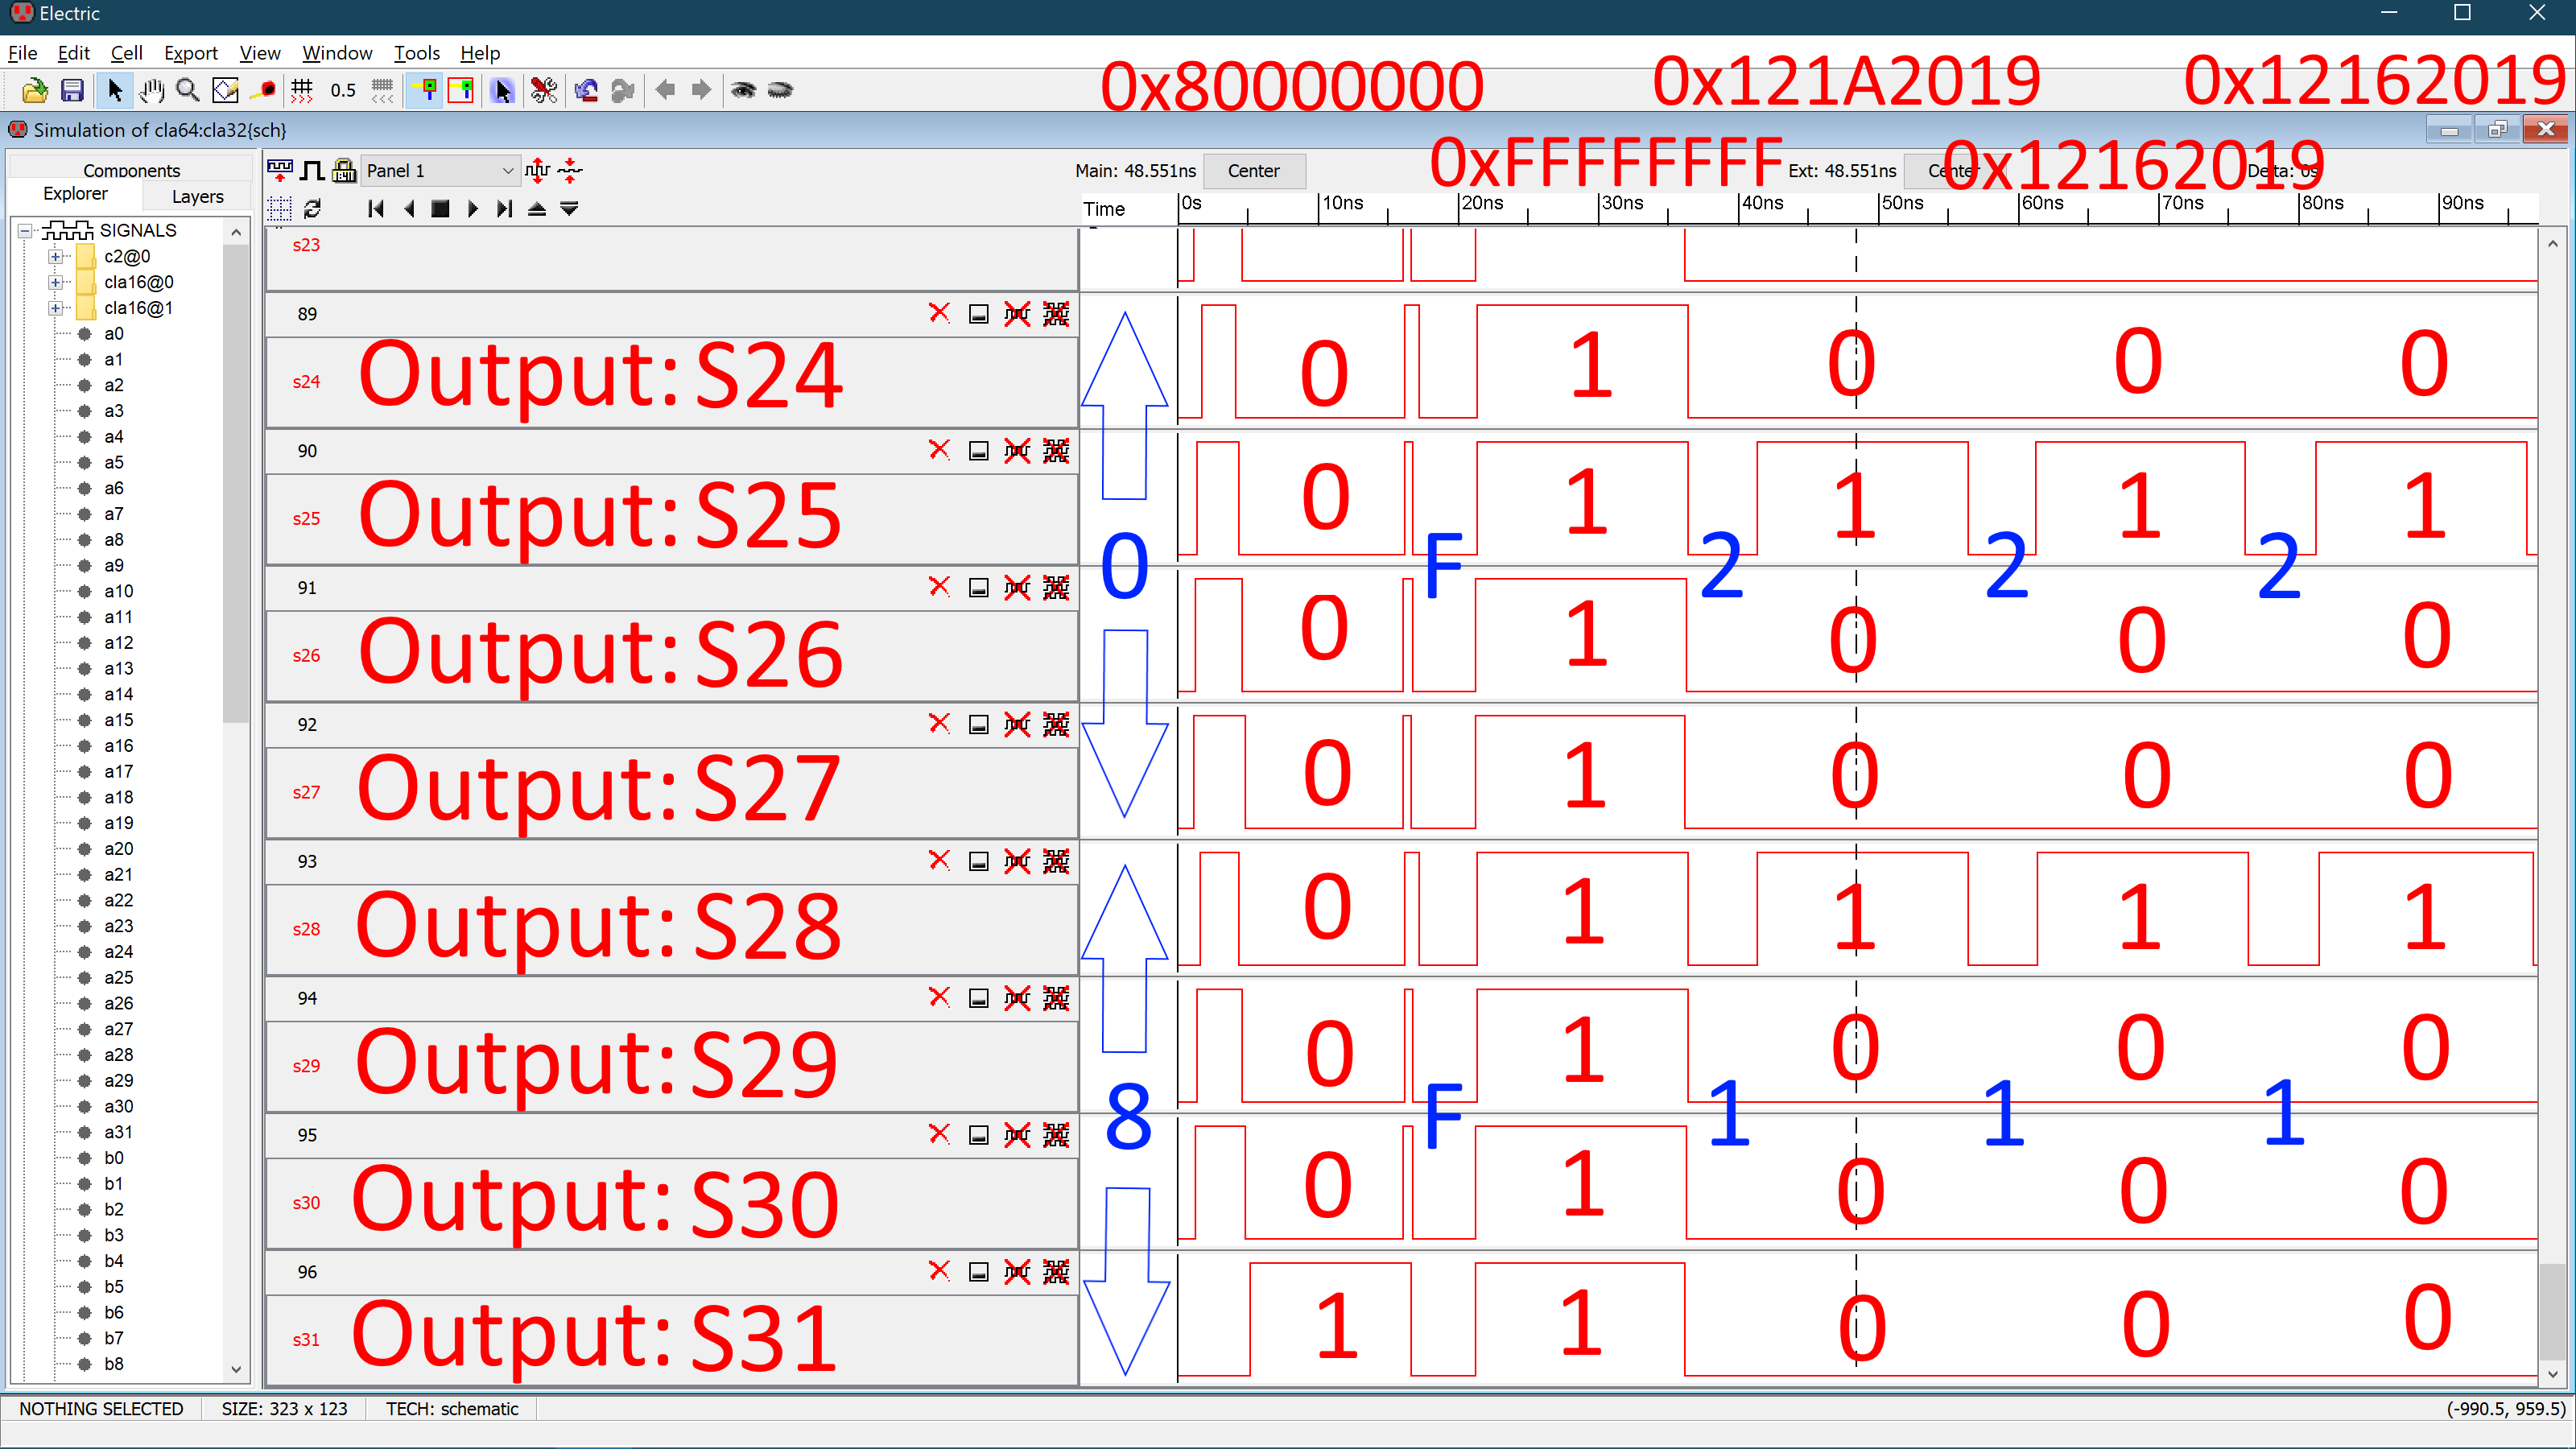 Electric
File Edit Cell Export View Window Tools Help
0.5
0x80000000 0x121A2019 0x12162019
Simulation of cla64:cla32{sch}
0xFFFFFFFF 0x12162019
Components
Explorer Layers
Panel 1
Main: 48.551ns Center Ext: 48.551ns Center Delta: 0s
Time 0s 10ns 20ns 30ns 40ns 50ns 60ns 70ns 80ns 90ns
SIGNALS
c2@0
cla16@0
cla16@1
a0
a1
a2
a3
a4
a5
a6
a7
a8
a9
a10
a11
a12
a13
a14
a15
a16
a17
a18
a19
a20
a21
a22
a23
a24
a25
a26
a27
a28
a29
a30
a31
b0
b1
b2
b3
b4
b5
b6
b7
b8
s23
89
s24 Output: S24 0 1 0 0 0
90
s25 Output: S25 0 1 1 1 1
0 F 2 2 2
91
s26 Output: S26 0 1 0 0 0
92
s27 Output: S27 0 1 0 0 0
93
s28 Output: S28 0 1 1 1 1
94
s29 Output: S29 0 1 0 0 0
8 F 1 1 1
95
s30 Output: S30 0 1 0 0 0
96
s31 Output: S31 1 1 0 0 0
NOTHING SELECTED SIZE: 323 x 123 TECH: schematic (-990.5, 959.5)